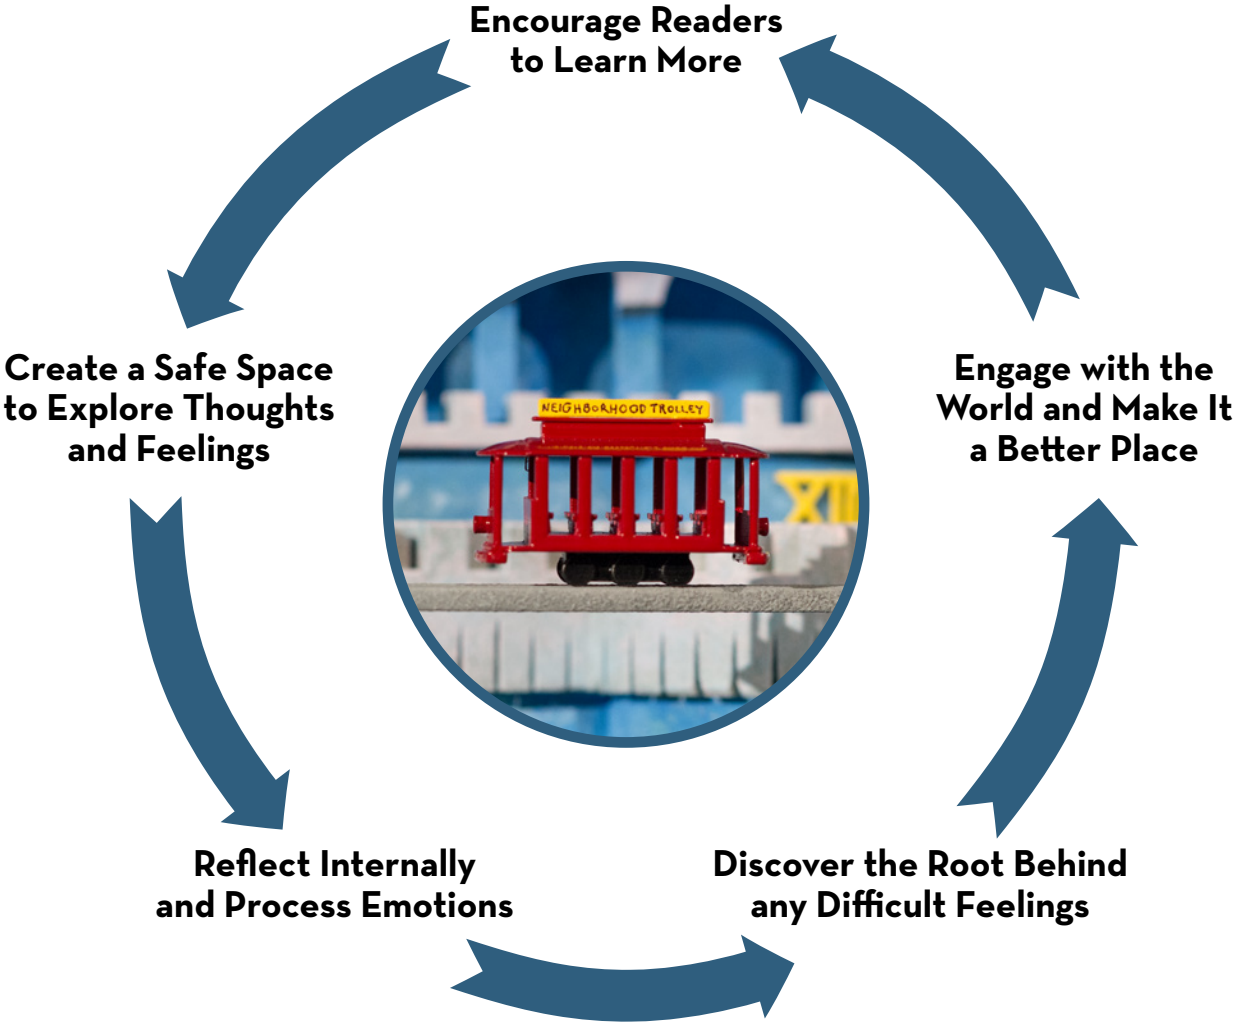 Encourage Readers
to Learn More
Create a Safe Space
to Explore Thoughts
and Feelings
Engage with the
World and Make It
a Better Place
NEIGHBORHOOD TROLLEY
XIII
Reflect Internally
and Process Emotions
Discover the Root Behind
any Difficult Feelings